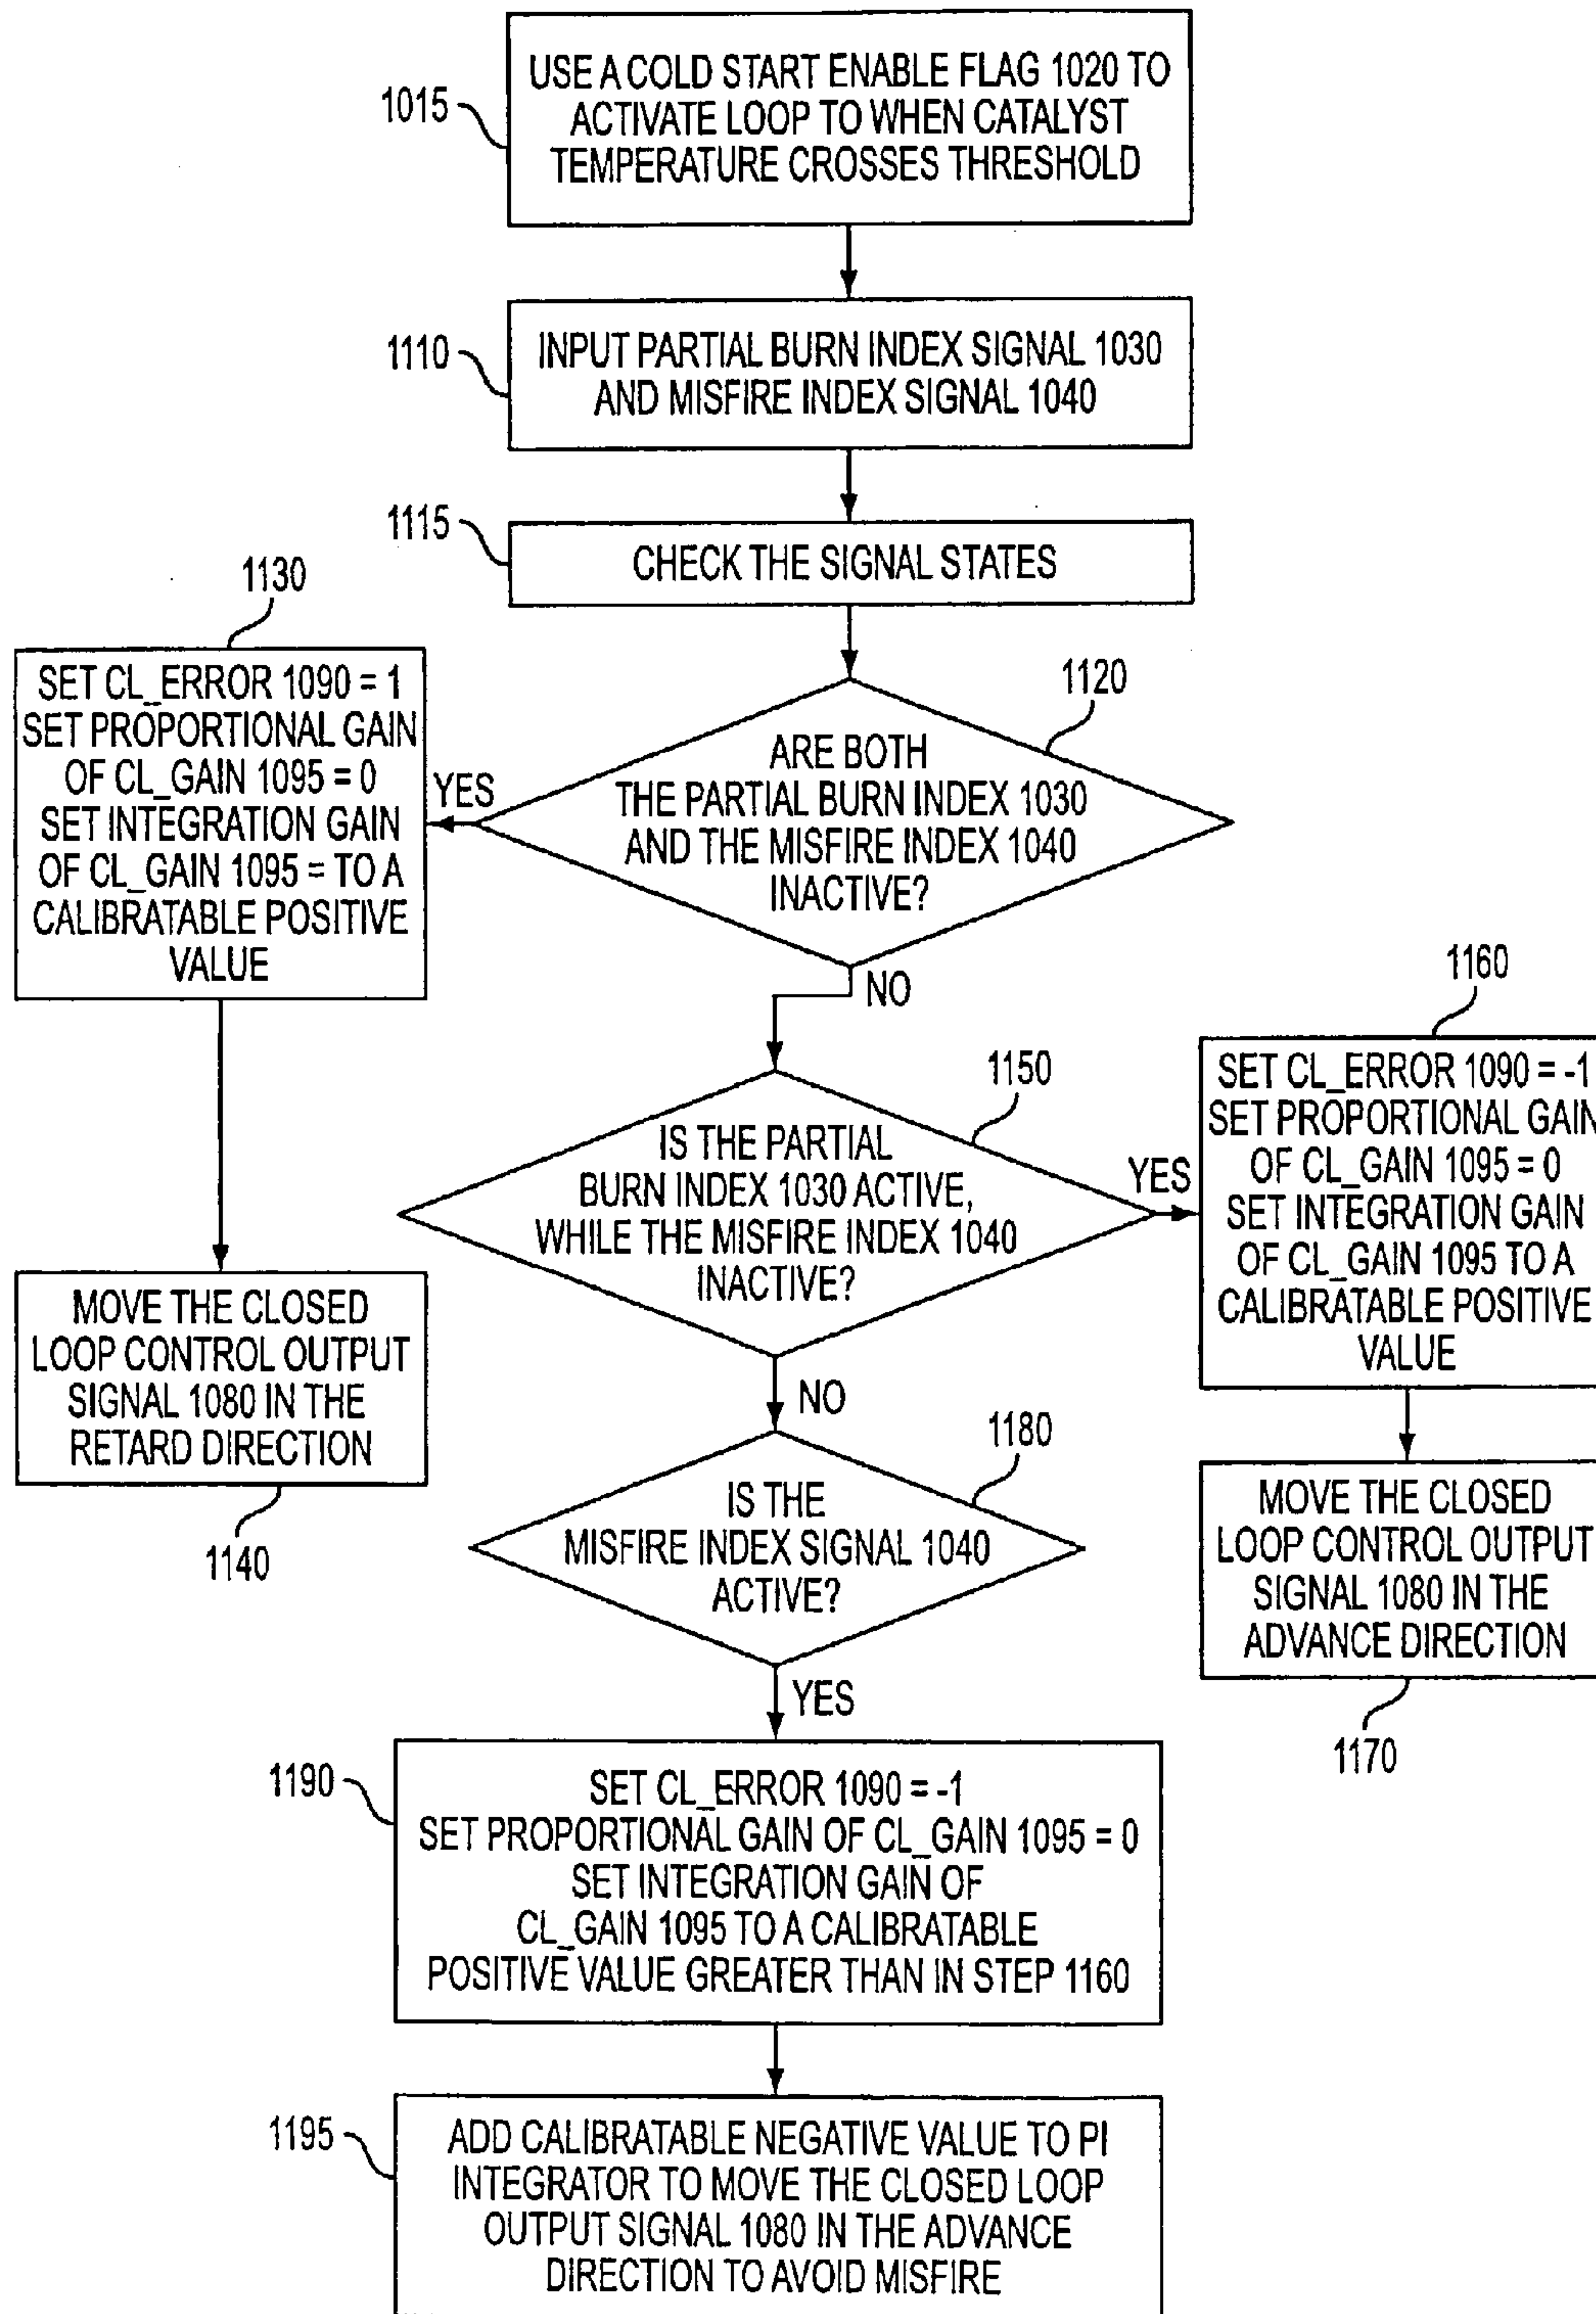 USE A COLD START ENABLE FLAG 1020 TO
ACTIVATE LOOP TO WHEN CATALYST
TEMPERATURE CROSSES THRESHOLD
1015
INPUT PARTIAL BURN INDEX SIGNAL 1030
AND MISFIRE INDEX SIGNAL 1040
1110
1115
CHECK THE SIGNAL STATES
1130
SET CL_ERROR 1090 = 1
SET PROPORTIONAL GAIN
OF CL_GAIN 1095 = 0
SET INTEGRATION GAIN
OF CL_GAIN 1095 = TO A
CALIBRATABLE POSITIVE
VALUE
YES
1120
ARE BOTH
THE PARTIAL BURN INDEX 1030
AND THE MISFIRE INDEX 1040
INACTIVE?
NO
MOVE THE CLOSED
LOOP CONTROL OUTPUT
SIGNAL 1080 IN THE
RETARD DIRECTION
1140
1150
IS THE PARTIAL
BURN INDEX 1030 ACTIVE,
WHILE THE MISFIRE INDEX 1040
INACTIVE?
YES
NO
1160
SET CL_ERROR 1090 = -1
SET PROPORTIONAL GAIN
OF CL_GAIN 1095 = 0
SET INTEGRATION GAIN
OF CL_GAIN 1095 TO A
CALIBRATABLE POSITIVE
VALUE
MOVE THE CLOSED
LOOP CONTROL OUTPUT
SIGNAL 1080 IN THE
ADVANCE DIRECTION
1170
1180
IS THE
MISFIRE INDEX SIGNAL 1040
ACTIVE?
YES
1190
SET CL_ERROR 1090 = -1
SET PROPORTIONAL GAIN OF CL_GAIN 1095 = 0
SET INTEGRATION GAIN OF
CL_GAIN 1095 TO A CALIBRATABLE
POSITIVE VALUE GREATER THAN IN STEP 1160
1195
ADD CALIBRATABLE NEGATIVE VALUE TO PI
INTEGRATOR TO MOVE THE CLOSED LOOP
OUTPUT SIGNAL 1080 IN THE ADVANCE
DIRECTION TO AVOID MISFIRE